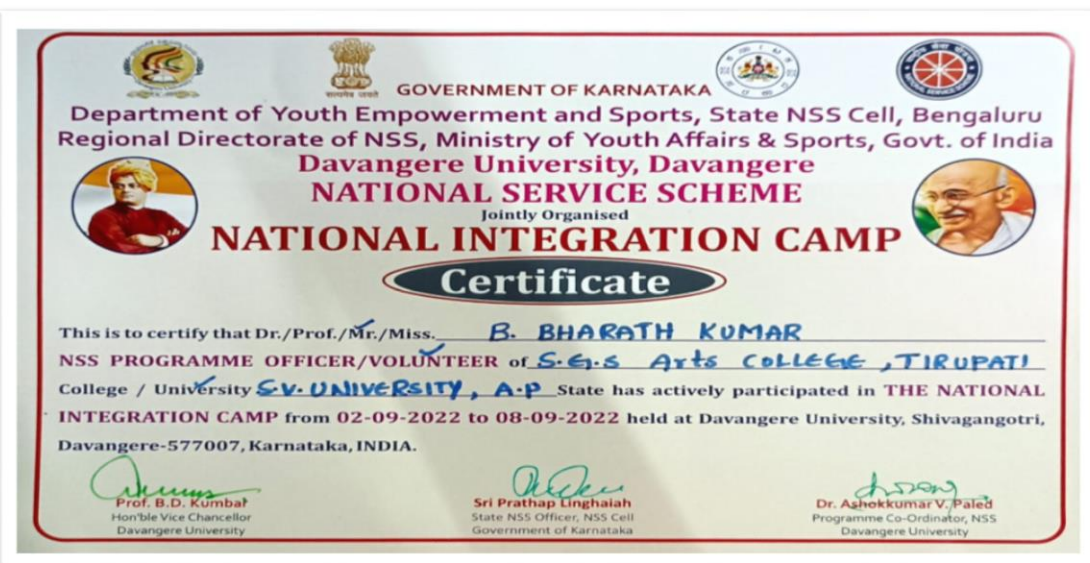 GOVERNMENT OF KARNATAKA
Department of Youth Empowerment and Sports, State NSS Cell, Bengaluru
Regional Directorate of NSS, Ministry of Youth Affairs & Sports, Govt. of India
Davangere University, Davangere
NATIONAL SERVICE SCHEME
Jointly Organised
NATIONAL INTEGRATION CAMP
Certificate
This is to certify that Dr./Prof./Mr./Miss. B. BHARATH KUMAR
NSS PROGRAMME OFFICER/VOLUNTEER of S.G.S Arts COLLEGE, TIRUPATI
College / University S.V. UNIVERSITY, A.P State has actively participated in THE NATIONAL
INTEGRATION CAMP from 02-09-2022 to 08-09-2022 held at Davangere University, Shivagangotri,
Davangere-577007, Karnataka, INDIA.
Prof. B.D. Kumbar
Hon'ble Vice Chancellor
Davangere University
Sri Prathap Linghaiah
State NSS Officer, NSS Cell
Government of Karnataka
Dr. Ashokkumar V. Paled
Programme Co-Ordinator, NSS
Davangere University